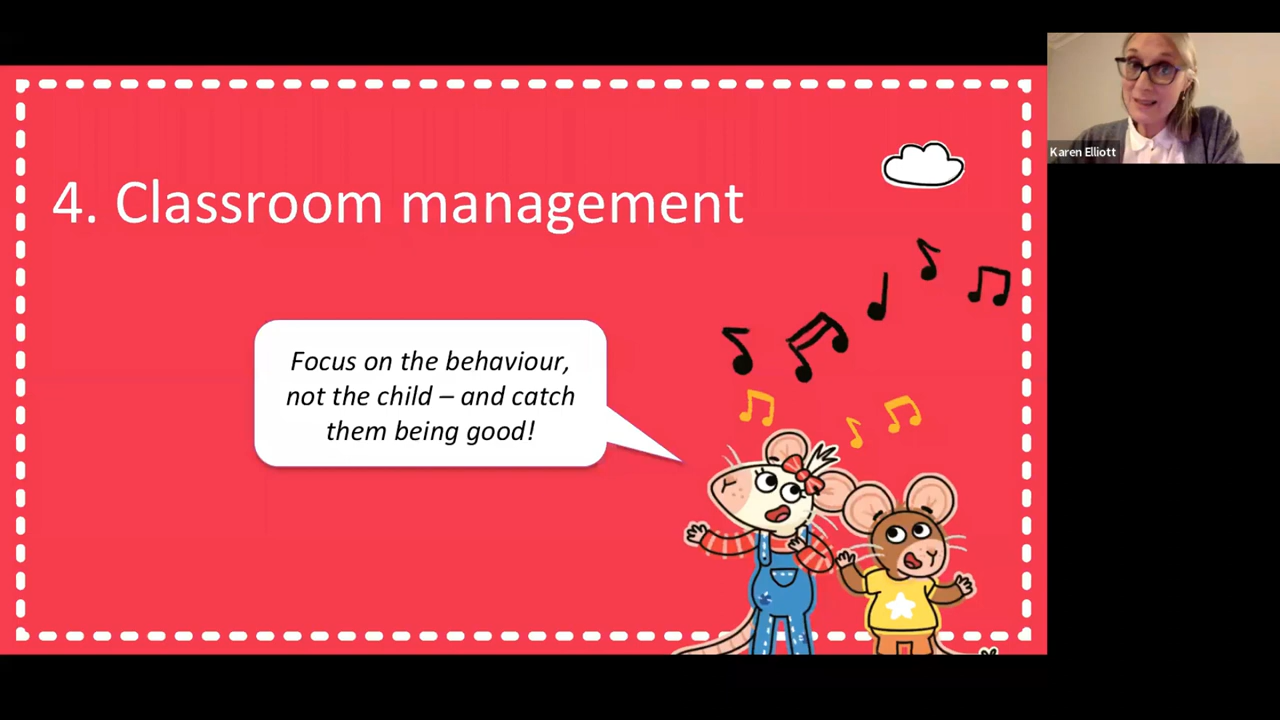 4. Classroom management
Focus on the behaviour,
not the child – and catch
them being good!
Karen Elliott